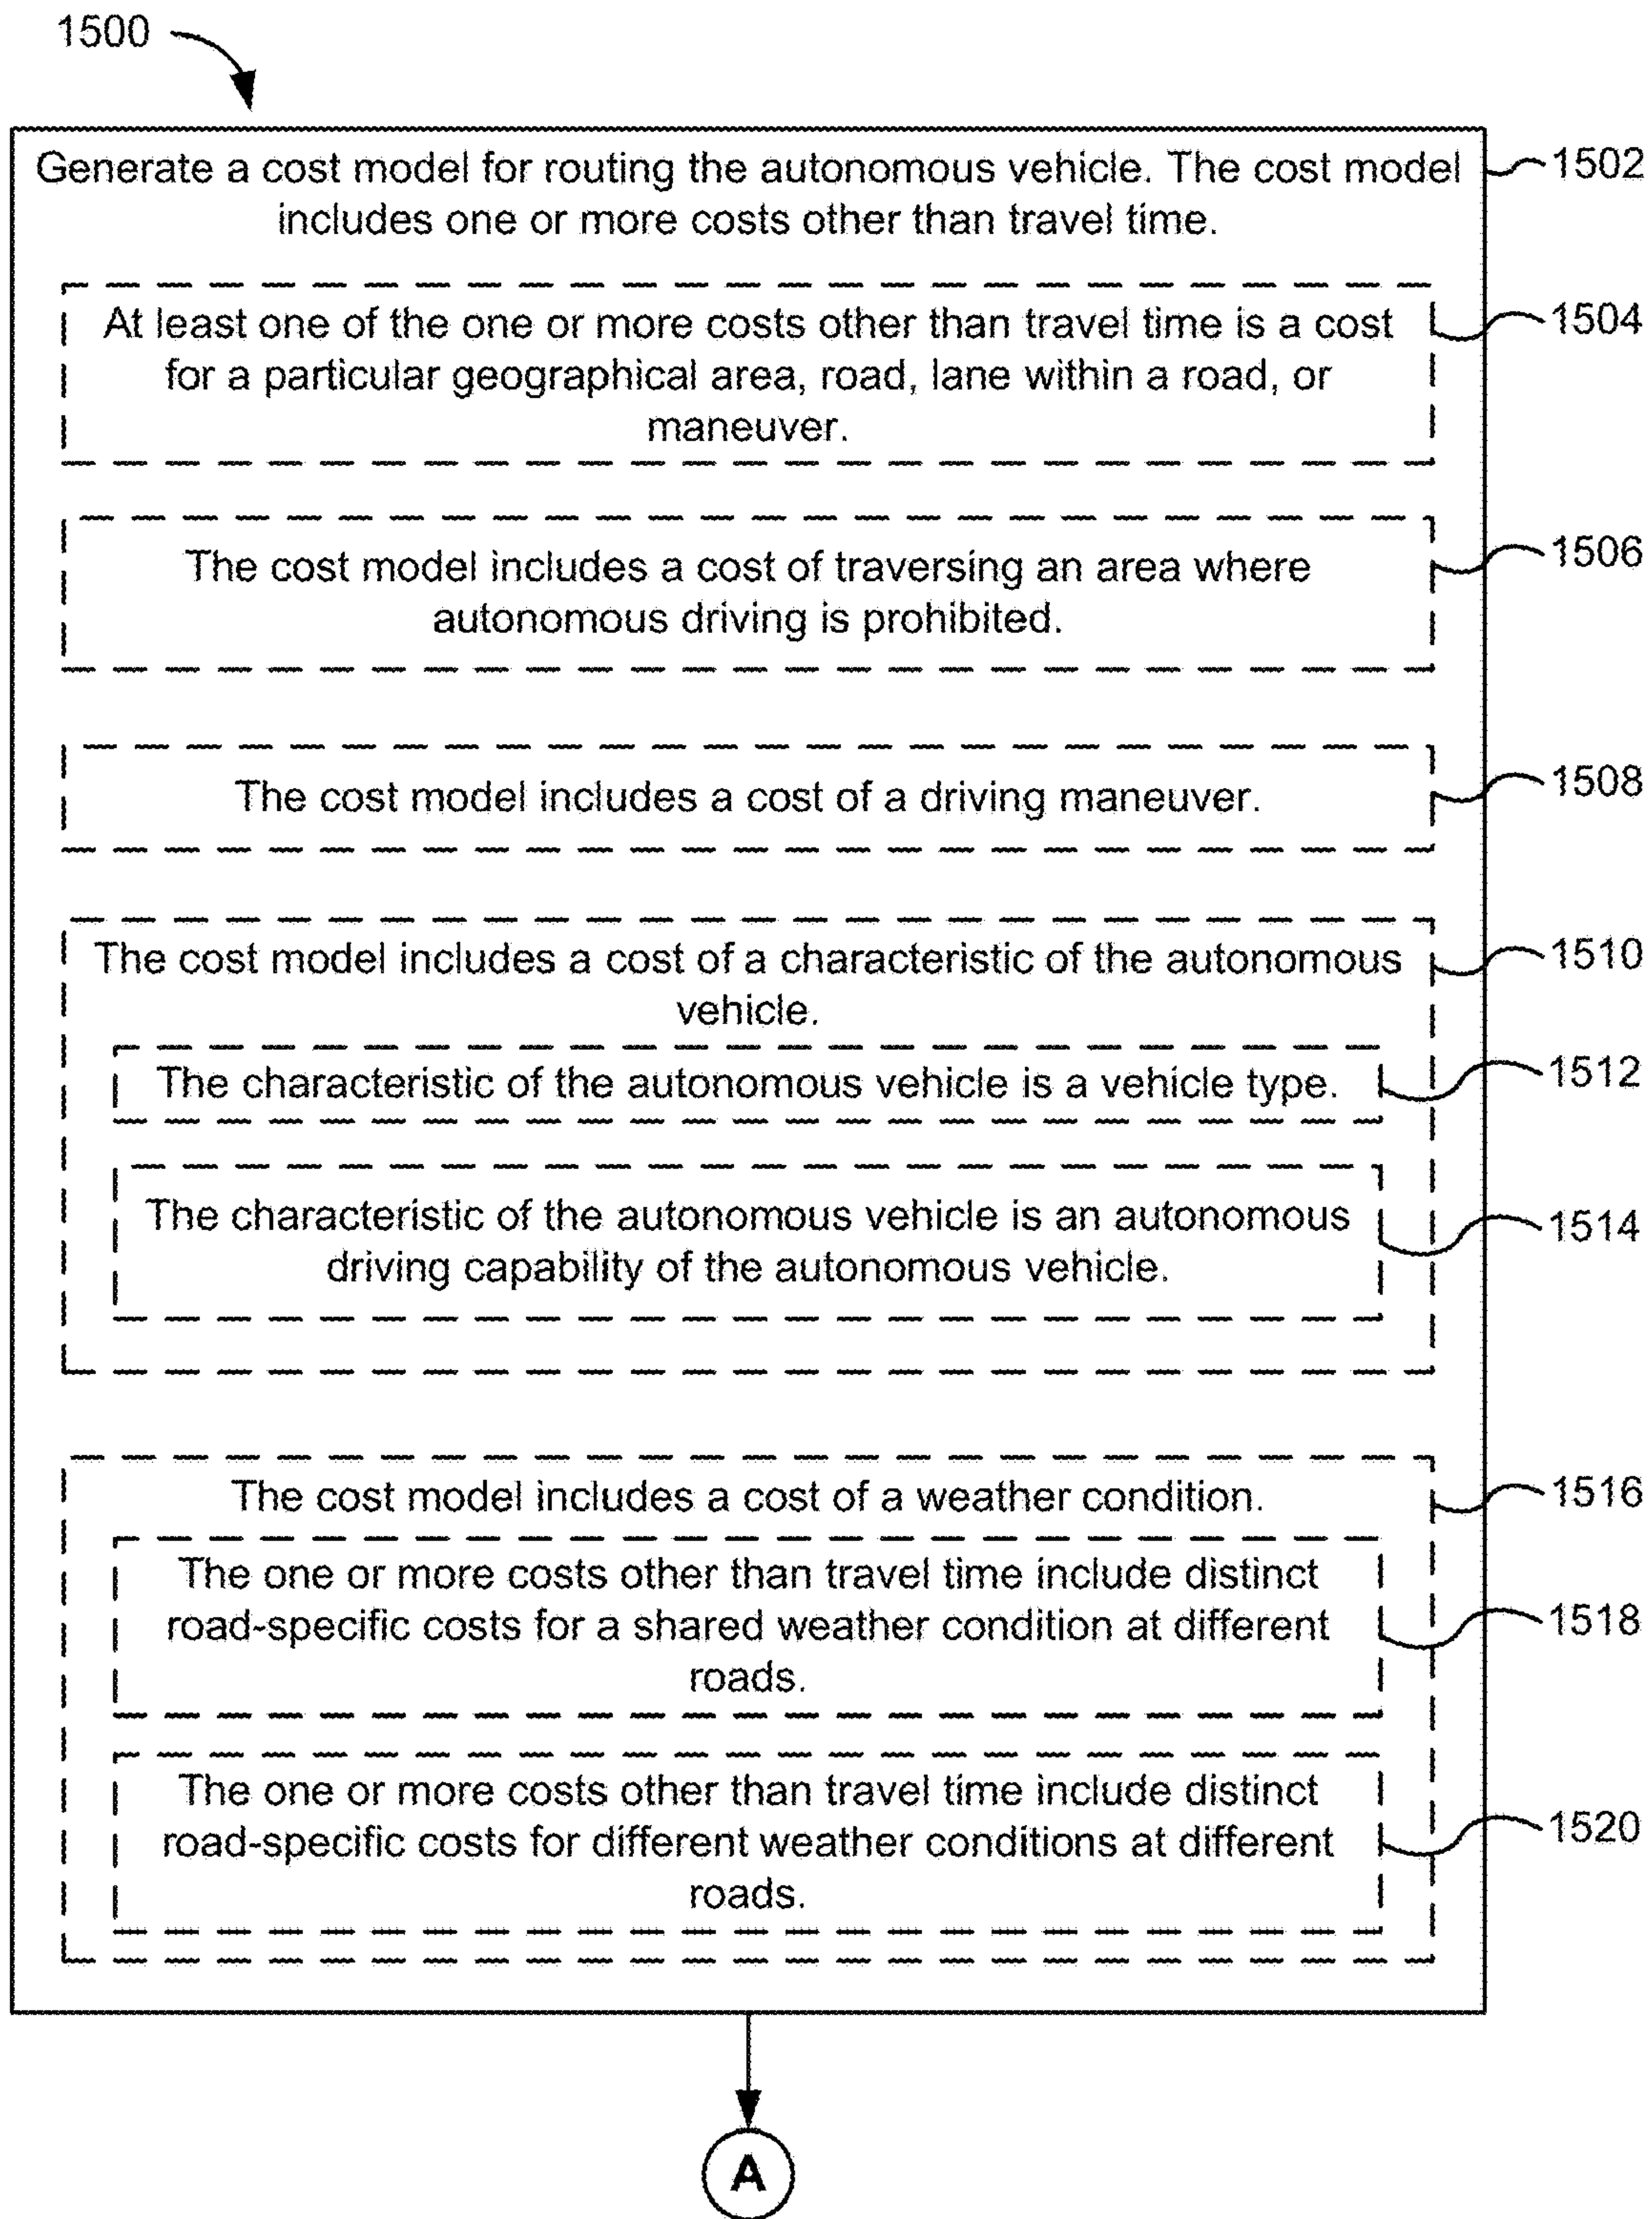 1500
Generate a cost model for routing the autonomous vehicle. The cost model
includes one or more costs other than travel time.
1502
At least one of the one or more costs other than travel time is a cost
for a particular geographical area, road, lane within a road, or
maneuver.
1504
The cost model includes a cost of traversing an area where
autonomous driving is prohibited.
1506
The cost model includes a cost of a driving maneuver.
1508
The cost model includes a cost of a characteristic of the autonomous
vehicle.
1510
The characteristic of the autonomous vehicle is a vehicle type.
1512
The characteristic of the autonomous vehicle is an autonomous
driving capability of the autonomous vehicle.
1514
The cost model includes a cost of a weather condition.
1516
The one or more costs other than travel time include distinct
road-specific costs for a shared weather condition at different
roads.
1518
The one or more costs other than travel time include distinct
road-specific costs for different weather conditions at different
roads.
1520
A